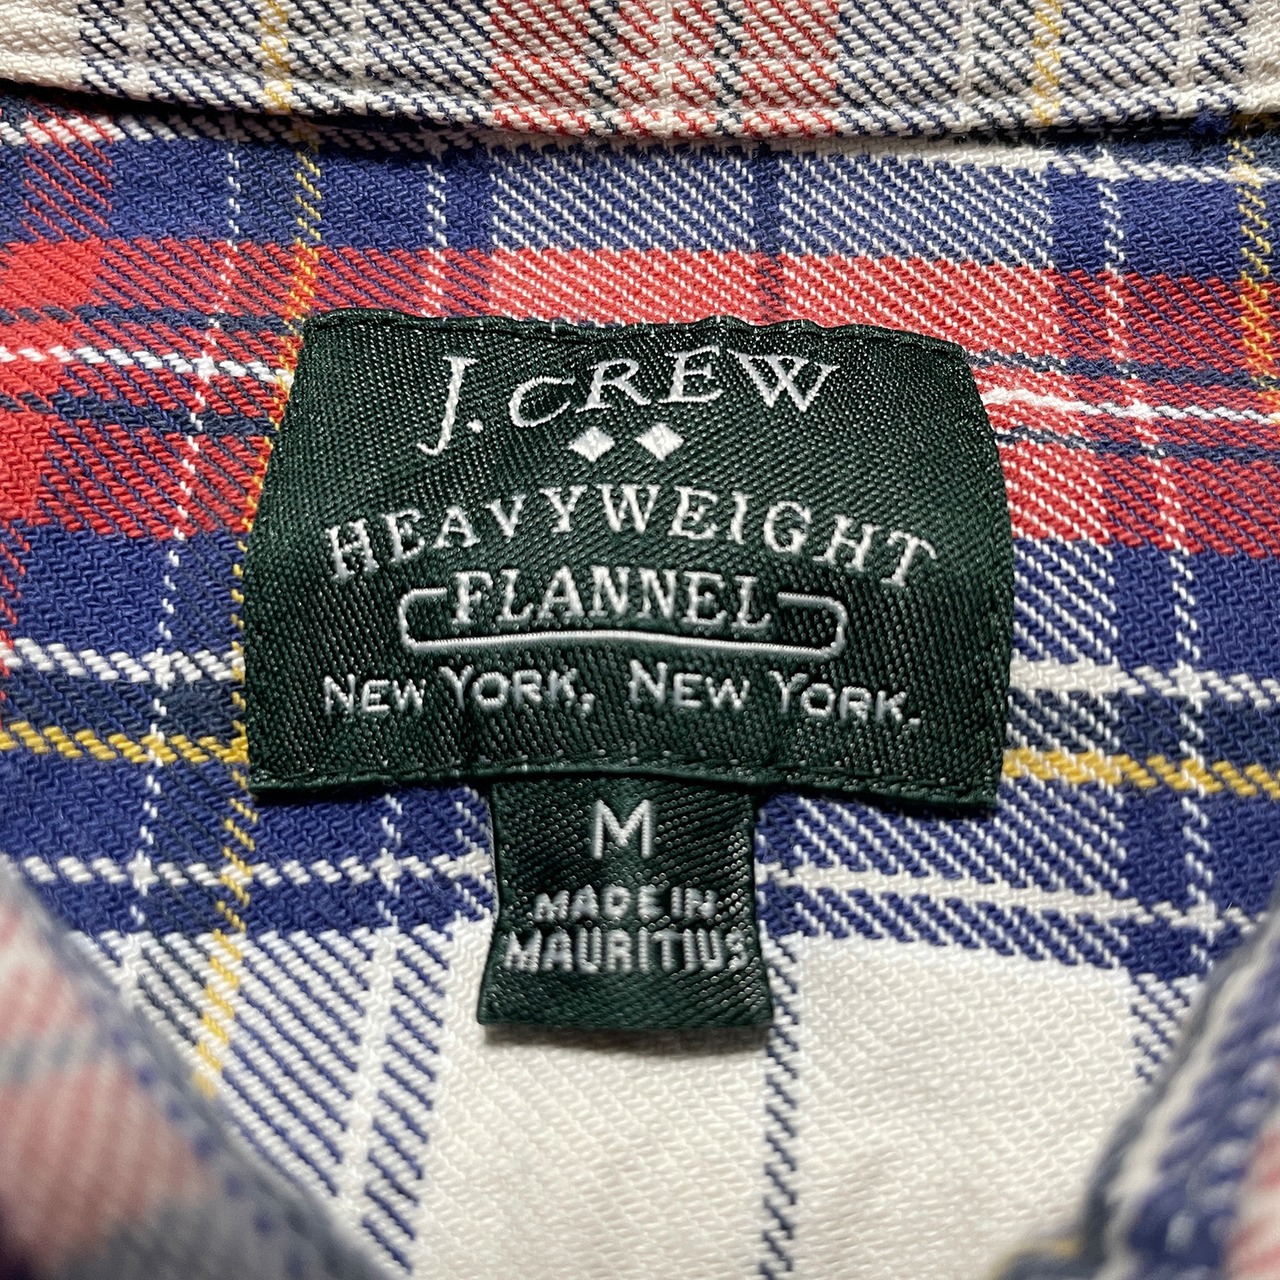 J. CREW
HEAVYWEIGHT
FLANNEL
NEW YORK, NEW YORK.
M
MADE IN
MAURITIUS